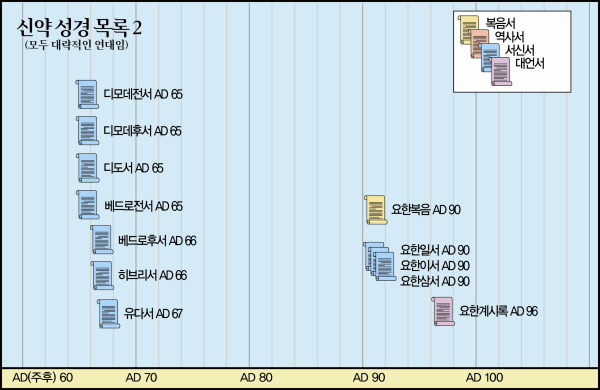 신약 성경 목록 2
(모두 대략적인 연대임)
복음서
역사서
서신서
대언서
디모데전서 AD 65
디모데후서 AD 65
디도서 AD 65
베드로전서 AD 65
베드로후서 AD 66
히브리서 AD 66
유다서 AD 67
요한복음 AD 90
요한일서 AD 90
요한이서 AD 90
요한삼서 AD 90
요한계시록 AD 96
AD(주후) 60
AD 70
AD 80
AD 90
AD 100